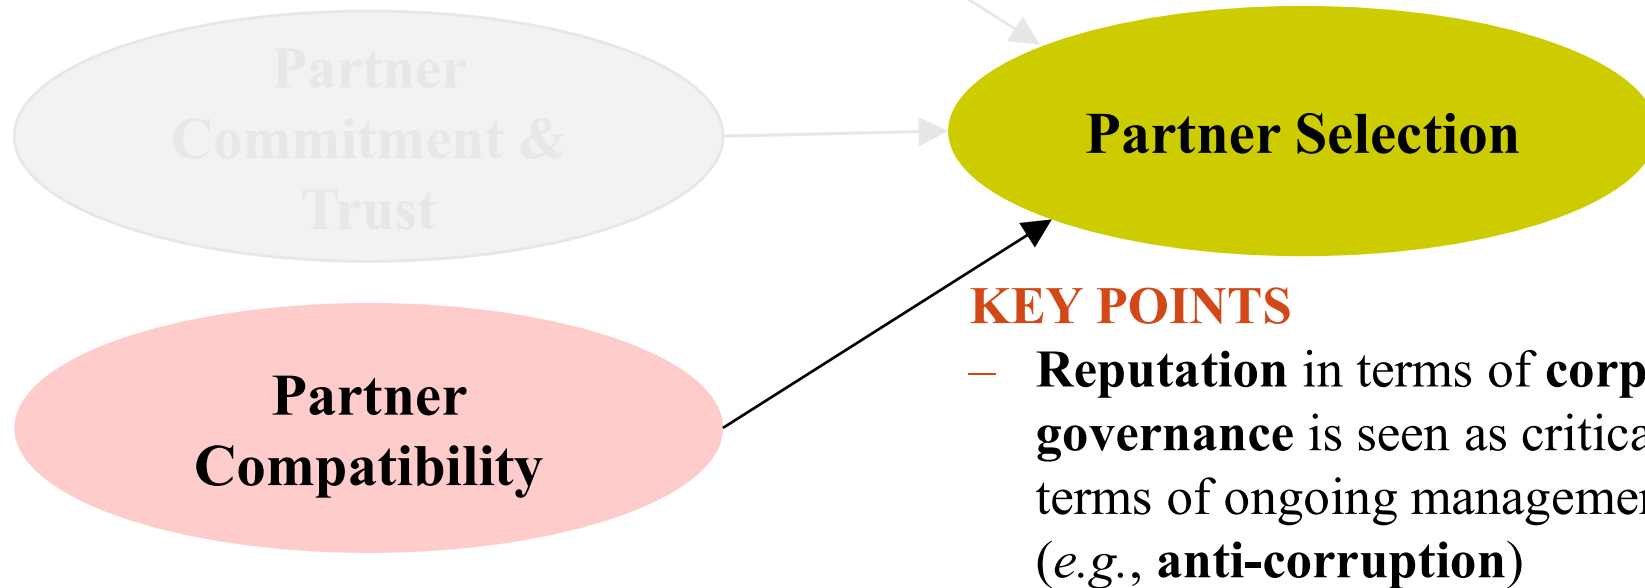 Partner
Commitment &
Trust
Partner Selection
Partner
Compatibility
KEY POINTS
– Reputation in terms of corp
governance is seen as critica
terms of ongoing managemen
(e.g., anti-corruption)